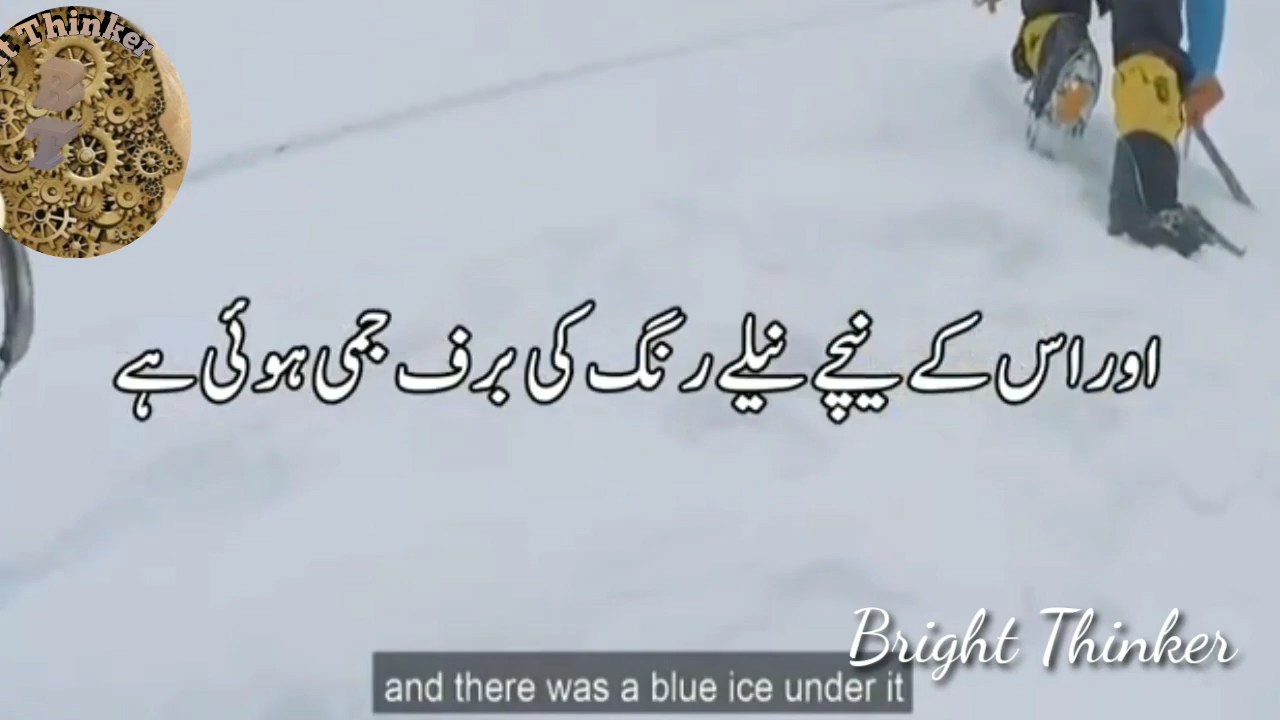 Thinker
B
T
اور اس کے نیچے نیلے رنگ کی برف جمی ہوئی ہے
Bright Thinker
and there was a blue ice under it